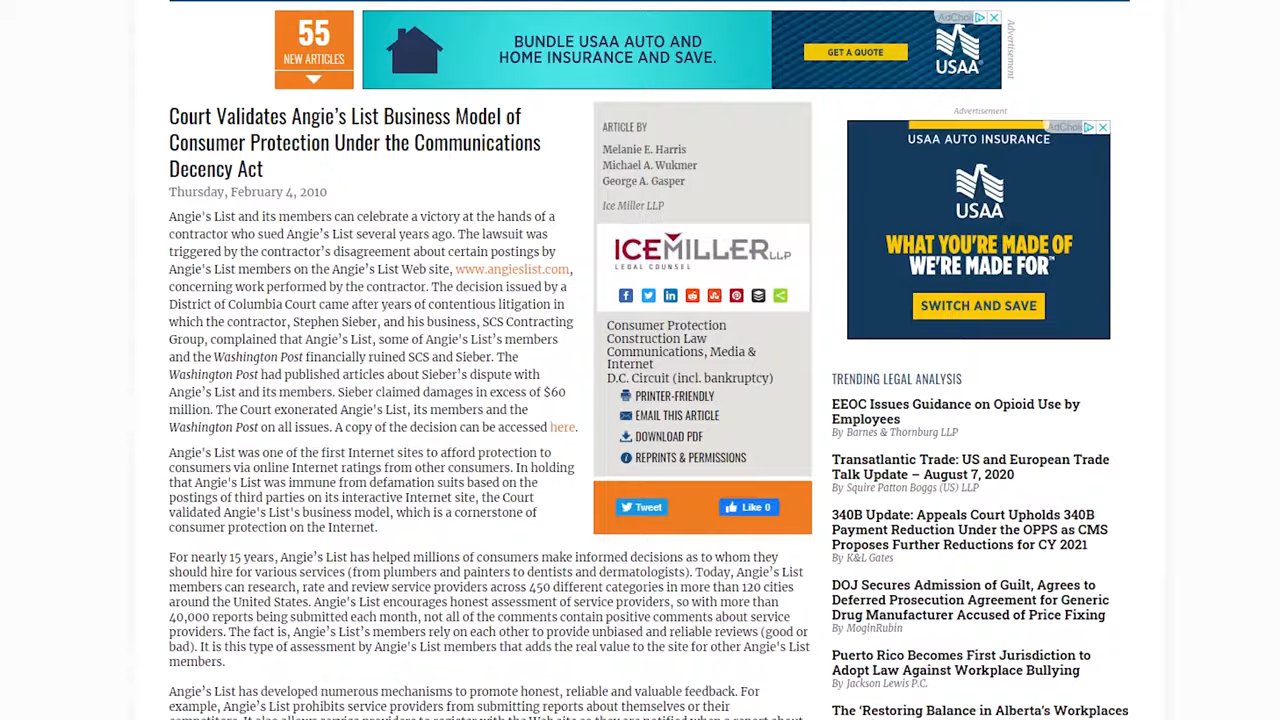 55
NEW ARTICLES
BUNDLE USAA AUTO AND
HOME INSURANCE AND SAVE.
GET A QUOTE
USAA
AdChoi
Advertisement
Court Validates Angie's List Business Model of
Consumer Protection Under the Communications
Decency Act
Thursday, February 4, 2010
Angie's List and its members can celebrate a victory at the hands of a
contractor who sued Angie's List several years ago. The lawsuit was
triggered by the contractor's disagreement about certain postings by
Angie's List members on the Angie's List Web site, www.angieslist.com,
concerning work performed by the contractor. The decision issued by a
District of Columbia Court came after years of contentious litigation in
which the contractor, Stephen Sieber, and his business, SCS Contracting
Group, complained that Angie's List, some of Angie's List's members
and the Washington Post financially ruined SCS and Sieber. The
Washington Post had published articles about Sieber's dispute with
Angie's List and its members. Sieber claimed damages in excess of $60
million. The Court exonerated Angie's List, its members and the
Washington Post on all issues. A copy of the decision can be accessed here.
Angie's List was one of the first Internet sites to afford protection to
consumers via online Internet ratings from other consumers. In holding
that Angie's List was immune from defamation suits based on the
postings of third parties on its interactive Internet site, the Court
validated Angie's List's business model, which is a cornerstone of
consumer protection on the Internet.
For nearly 15 years, Angie's List has helped millions of consumers make informed decisions as to whom they
should hire for various services (from plumbers and painters to dentists and dermatologists). Today, Angie's List
members can research, rate and review service providers across 450 different categories in more than 120 cities
around the United States. Angie's List encourages honest assessment of service providers, so with more than
40,000 reports being submitted each month, not all of the comments contain positive comments about service
providers. The fact is, Angie's List's members rely on each other to provide unbiased and reliable reviews (good or
bad). It is this type of assessment by Angie's List members that adds the real value to the site for other Angie's List
members.
Angie's List has developed numerous mechanisms to promote honest, reliable and valuable feedback. For
example, Angie's List prohibits service providers from submitting reports about themselves or their
competitors. It also allows service providers to register with the Web site so they are notified when a report about
ARTICLE BY
Melanie E. Harris
Michael A. Wukmer
George A. Gasper
Ice Miller LLP
ICEMILLER LLP
LEGAL COUNSEL
Consumer Protection
Construction Law
Communications, Media &
Internet
D.C. Circuit (incl. bankruptcy)
PRINTER-FRIENDLY
EMAIL THIS ARTICLE
DOWNLOAD PDF
REPRINTS & PERMISSIONS
Tweet
Like 0
Advertisement
AdChoi
USAA AUTO INSURANCE
USAA
WHAT YOU'RE MADE OF
WE'RE MADE FOR™
SWITCH AND SAVE
TRENDING LEGAL ANALYSIS
EEOC Issues Guidance on Opioid Use by
Employees
By Barnes & Thornburg LLP
Transatlantic Trade: US and European Trade
Talk Update – August 7, 2020
By Squire Patton Boggs (US) LLP
340B Update: Appeals Court Upholds 340B
Payment Reduction Under the OPPS as CMS
Proposes Further Reductions for CY 2021
By K&L Gates
DOJ Secures Admission of Guilt, Agrees to
Deferred Prosecution Agreement for Generic
Drug Manufacturer Accused of Price Fixing
By MoginRubin
Puerto Rico Becomes First Jurisdiction to
Adopt Law Against Workplace Bullying
By Jackson Lewis P.C.
The 'Restoring Balance in Alberta's Workplaces